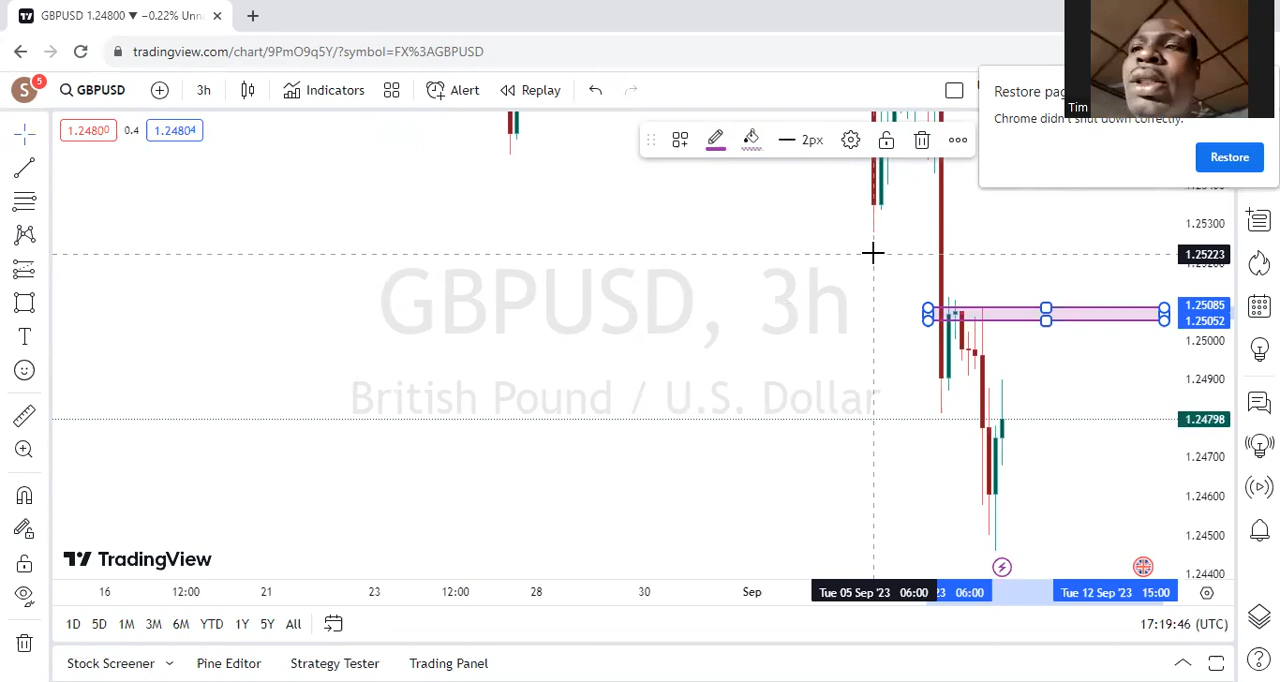 GBPUSD 1.24800 ▼ −0.22% Unn
tradingview.com/chart/9PmO9q5Y/?symbol=FX%3AGBPUSD
S 5 GBPUSD 3h Indicators Alert Replay
Restore pag
Chrome didn't shut down correctly.
Restore
Tim
1.24800 0.4 1.24804
2px
1.25300
1.25223
GBPUSD, 3h
British Pound / U.S. Dollar
1.25085
1.25052
1.25000
1.24900
1.24798
1.24700
1.24600
1.24500
1.24400
TradingView
16 12:00 21 23 12:00 28 30 Sep Tue 05 Sep '23 06:00 23 06:00 Tue 12 Sep '23 15:00
1D 5D 1M 3M 6M YTD 1Y 5Y All 17:19:46 (UTC)
Stock Screener Pine Editor Strategy Tester Trading Panel